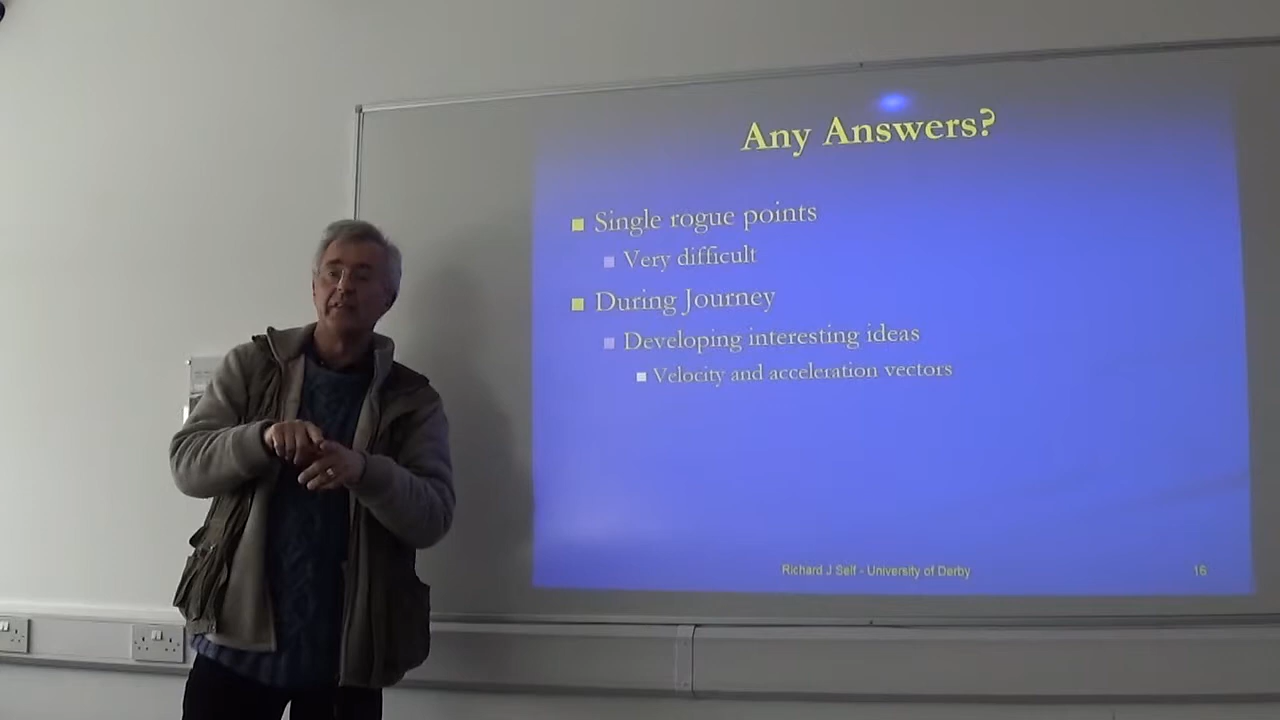 Any Answers?
Single rogue points
Very difficult
During Journey
Developing interesting ideas
Velocity and acceleration vectors
Richard J Self - University of Derby
16